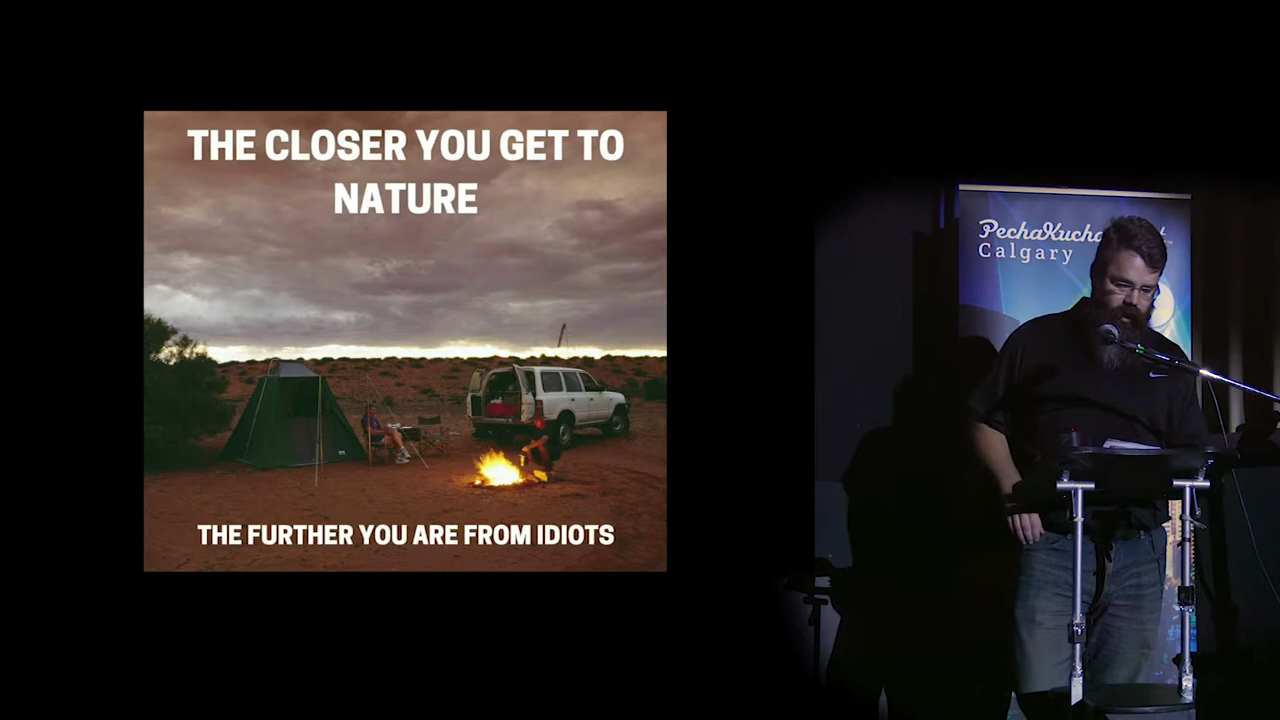 THE CLOSER YOU GET TO
NATURE
THE FURTHER YOU ARE FROM IDIOTS
PechaKucha
Calgary